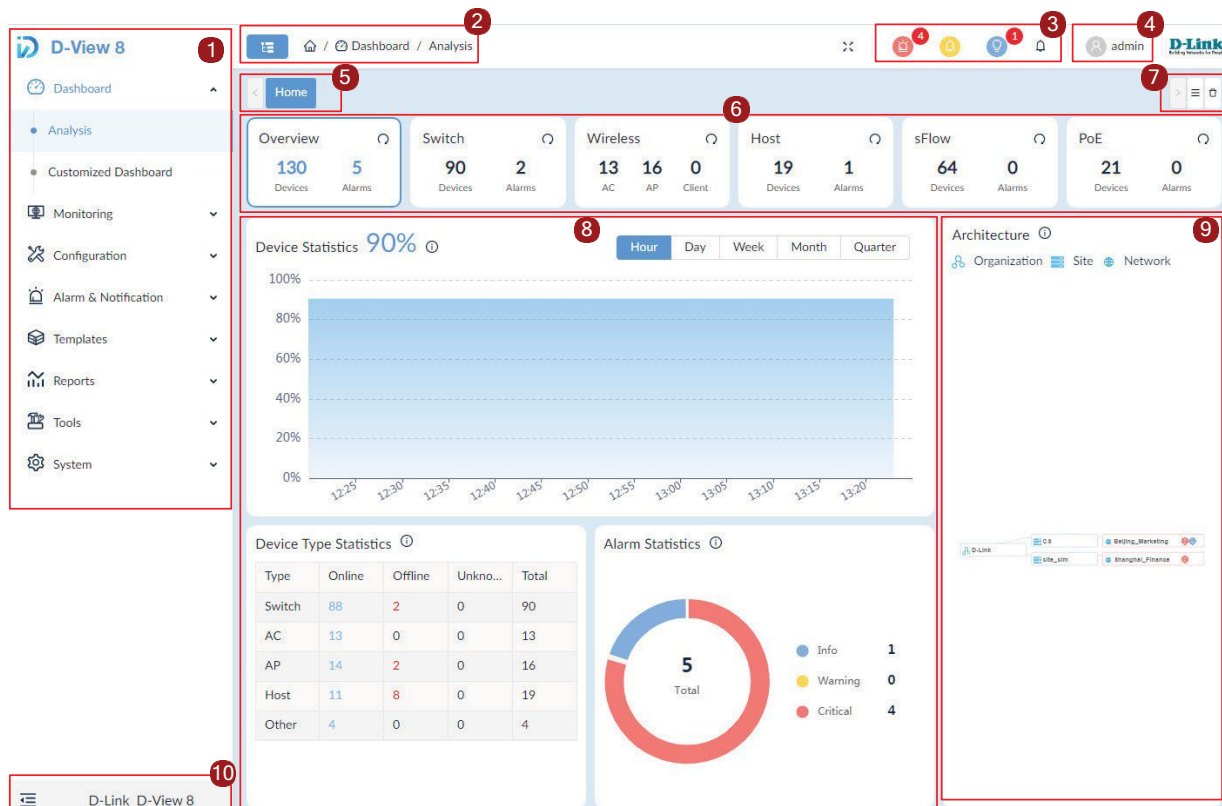 D-View 8
1
Dashboard
Analysis
Customized Dashboard
Monitoring
Configuration
Alarm & Notification
Templates
Reports
Tools
System
10
D-Link D-View 8
2
/ Dashboard / Analysis
3
4
1
4
admin
D-Link
Building Networks for People
5
Home
7
6
Overview
130 5
Devices Alarms
Switch
90 2
Devices Alarms
Wireless
13 16 0
AC AP Client
Host
19 1
Devices Alarms
sFlow
64 0
Devices Alarms
PoE
21 0
Devices Alarms
8
Device Statistics 90%
Hour Day Week Month Quarter
100%
80%
60%
40%
20%
0%
12:25' 12:30' 12:35' 12:40' 12:45' 12:50' 12:55' 13:00' 13:05' 13:10' 13:15' 13:20'
Device Type Statistics
Type Online Offline Unkno... Total
Switch 88 2 0 90
AC 13 0 0 13
AP 14 2 0 16
Host 11 8 0 19
Other 4 0 0 4
Alarm Statistics
5
Total
Info 1
Warning 0
Critical 4
9
Architecture
Organization Site Network
D-Link
C S
Beijing_Marketing
site_sim
Shanghai_Finance